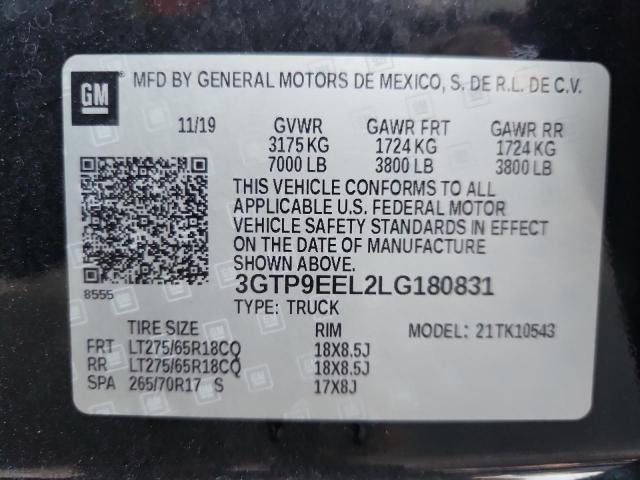 GM MFD BY GENERAL MOTORS DE MEXICO, S. DE R.L. DE C.V.
11/19 GVWR GAWR FRT GAWR RR
3175 KG 1724 KG 1724 KG
7000 LB 3800 LB 3800 LB
THIS VEHICLE CONFORMS TO ALL
APPLICABLE U.S. FEDERAL MOTOR
VEHICLE SAFETY STANDARDS IN EFFECT
ON THE DATE OF MANUFACTURE
SHOWN ABOVE.
8555
3GTP9EEL2LG180831
TYPE: TRUCK
TIRE SIZE RIM MODEL: 21TK10543
FRT LT275/65R18CQ 18X8.5J
RR LT275/65R18CQ 18X8.5J
SPA 265/70R17 S 17X8J